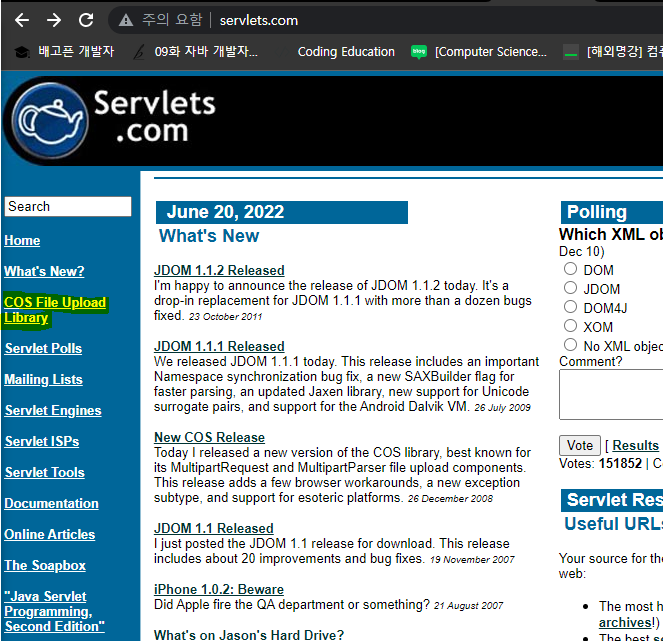 주의 요함
servlets.com
배고픈 개발자
09화 자바 개발자...
Coding Education
blog
[Computer Science...
[해외명강] 컴
Servlets
.com
Search
Home
What's New?
COS File Upload
Library
Servlet Polls
Mailing Lists
Servlet Engines
Servlet ISPs
Servlet Tools
Documentation
Online Articles
The Soapbox
"Java Servlet
Programming,
Second Edition"
June 20, 2022
What's New
JDOM 1.1.2 Released
I'm happy to announce the release of JDOM 1.1.2 today. It's a
drop-in replacement for JDOM 1.1.1 with more than a dozen bugs
fixed. 23 October 2011
JDOM 1.1.1 Released
We released JDOM 1.1.1 today. This release includes an important
Namespace synchronization bug fix, a new SAXBuilder flag for
faster parsing, an updated Jaxen library, new support for Unicode
surrogate pairs, and support for the Android Dalvik VM. 26 July 2009
New COS Release
Today I released a new version of the COS library, best known for
its MultipartRequest and MultipartParser file upload components.
This release adds a few browser workarounds, a new exception
subtype, and support for esoteric platforms. 26 December 2008
JDOM 1.1 Released
I just posted the JDOM 1.1 release for download. This release
includes about 20 improvements and bug fixes. 19 November 2007
iPhone 1.0.2: Beware
Did Apple fire the QA department or something? 21 August 2007
What's on Jason's Hard Drive?
Polling
Which XML ob
Dec 10)
DOM
JDOM
DOM4J
XOM
No XML objec
Comment?
Vote [ Results
Votes: 151852 | C
Servlet Res
Useful URLs
Your source for the
web:
The most h
archives!)
The best se